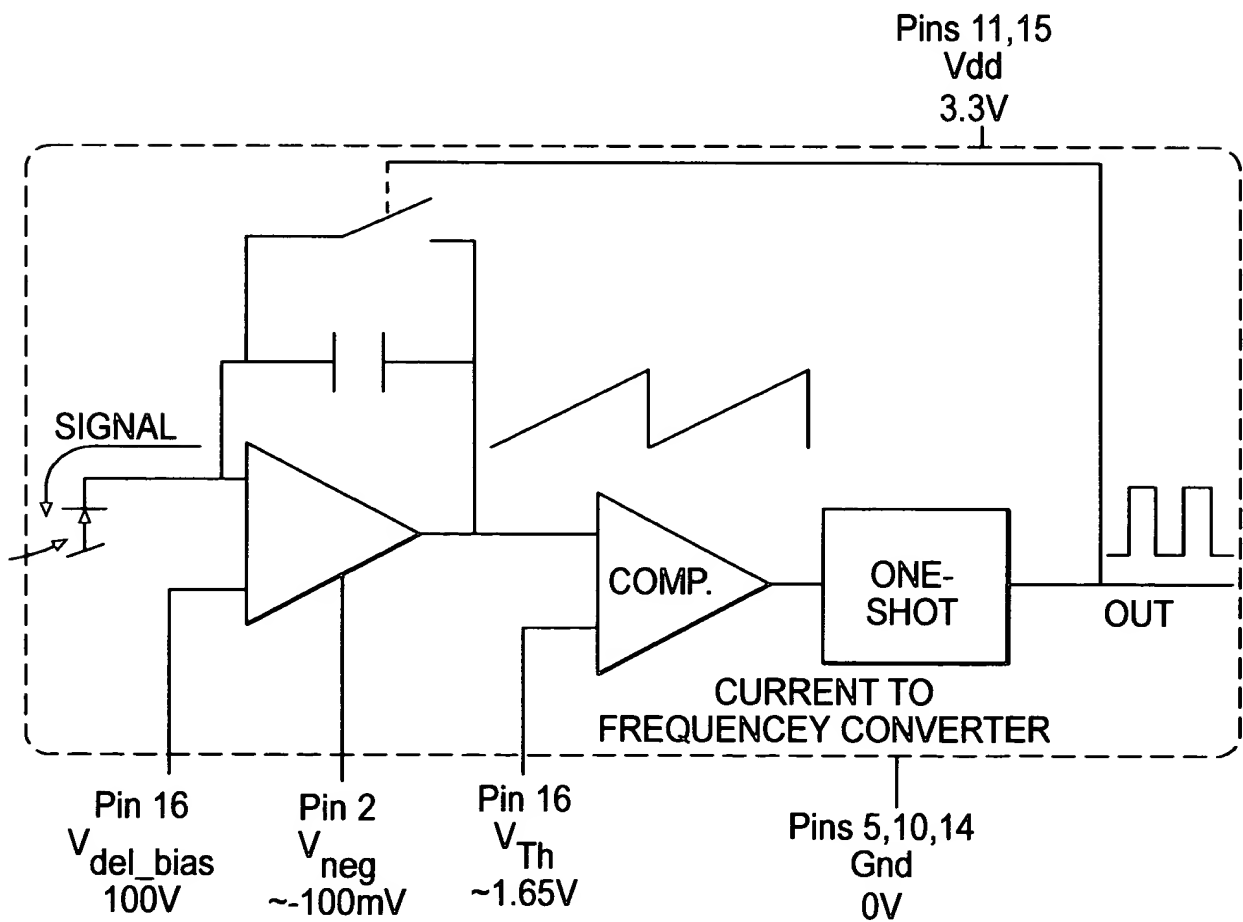 Pins 11,15
Vdd
3.3V
SIGNAL
COMP.
ONE-
SHOT
OUT
CURRENT TO
FREQUENCEY CONVERTER
Pin 16
Vdel_bias
100V
Pin 2
Vneg
~-100mV
Pin 16
VTh
~1.65V
Pins 5,10,14
Gnd
0V